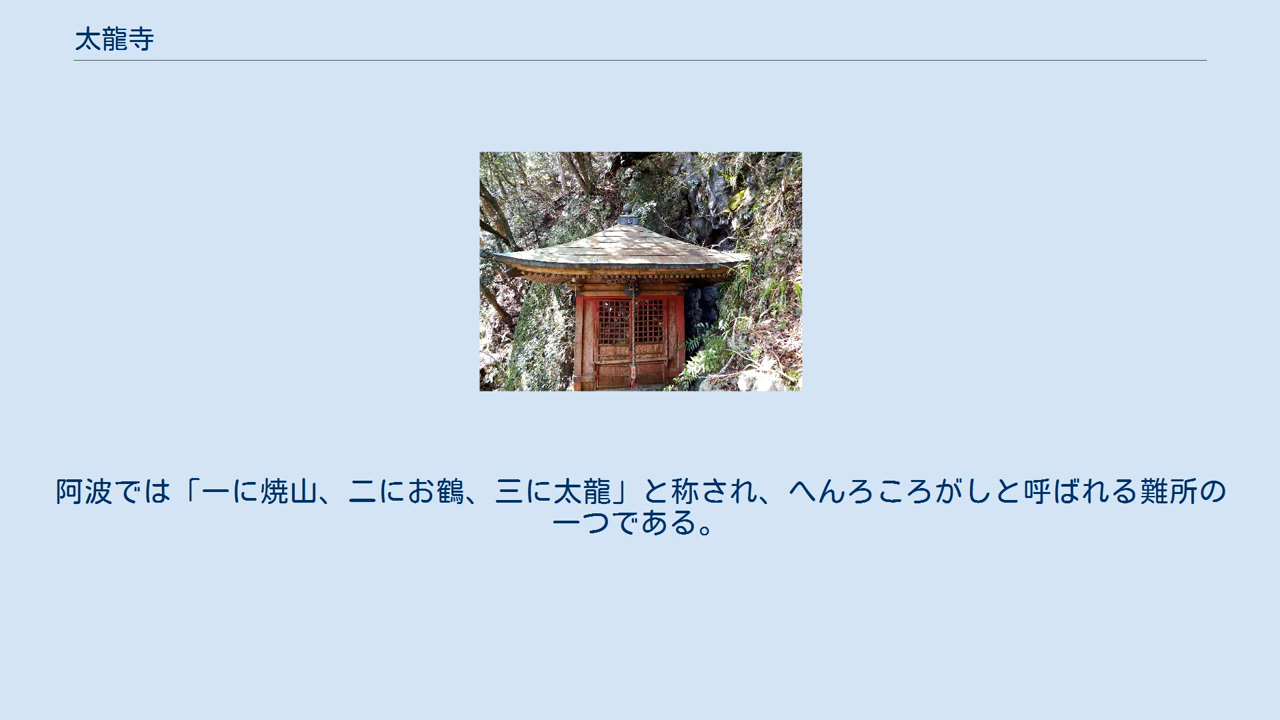 太龍寺
阿波では「一に焼山、二にお鶴、三に太龍」と称され、へんろころがしと呼ばれる難所の
一つである。